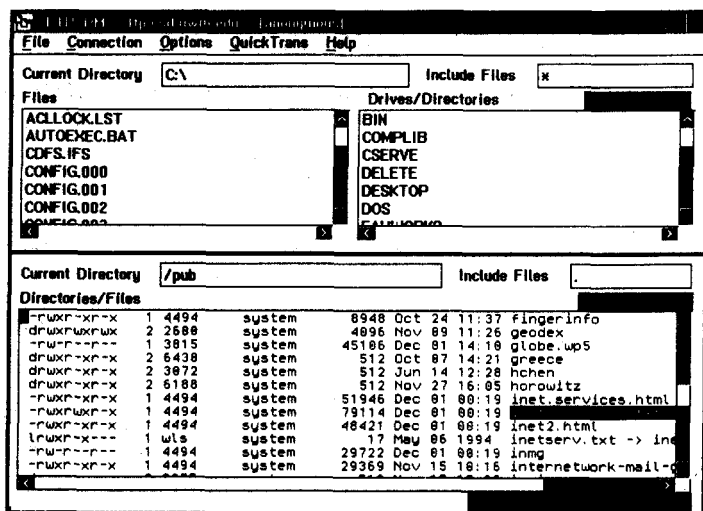 File Connection Options QuickTrans Help
Current Directory C:\ Include Files *
Files Drives/Directories
ACLLOCK.LST BIN
AUTOEXEC.BAT COMPLIB
CDFS.IFS CSERVE
CONFIG.000 DELETE
CONFIG.001 DESKTOP
CONFIG.002 DOS
Current Directory /pub Include Files .
Directories/Files
-rwxr-xr-x 1 4494 system 8948 Oct 24 11:37 fingerinfo
drwxrwxrwx 2 2680 system 4096 Nov 09 11:26 geodex
-rw-r--r-- 1 3015 system 45106 Dec 01 14:10 globe.wp5
drwxr-xr-x 2 6438 system 512 Oct 07 14:21 greece
drwxr-xr-x 2 3072 system 512 Jun 14 12:28 hchen
drwxr-xr-x 2 6188 system 512 Nov 27 16:05 horowitz
-rwxr-xr-x 1 4494 system 51946 Dec 01 00:19 inet.services.html
-rwxrwxr-x 1 4494 system 79114 Dec 01 00:19
-rwxr-xr-x 1 4494 system 48421 Dec 01 00:19 inet2.html
lrwxr-x--- 1 wls system 17 May 06 1994 inetserv.txt -> ine
-rw-r--r-- 1 4494 system 29722 Dec 01 00:19 inmg
-rwxr-xr-x 1 4494 system 29369 Nov 15 10:16 internetwork-mail-